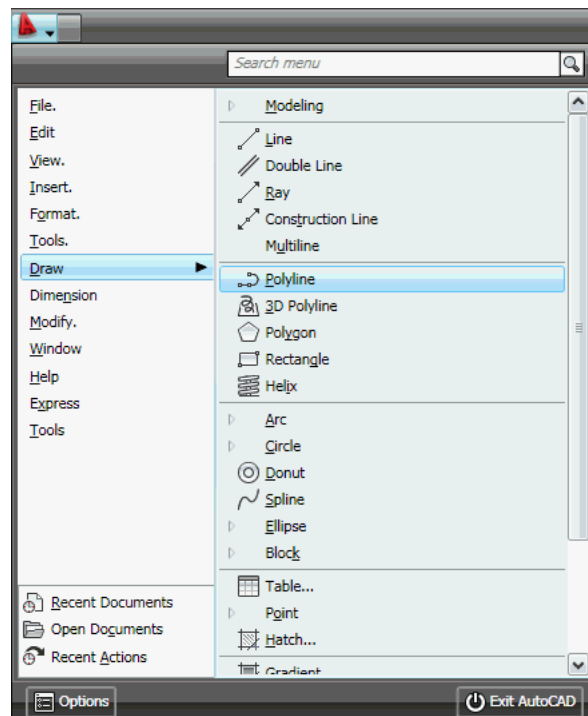 Search menu
File.
Edit
View.
Insert.
Format.
Tools.
Draw
Dimension
Modify.
Window
Help
Express
Tools
Recent Documents
Open Documents
Recent Actions
Modeling
Line
Double Line
Ray
Construction Line
Multiline
Polyline
3D Polyline
Polygon
Rectangle
Helix
Arc
Circle
Donut
Spline
Ellipse
Block
Table...
Point
Hatch...
Gradient
Options
Exit AutoCAD